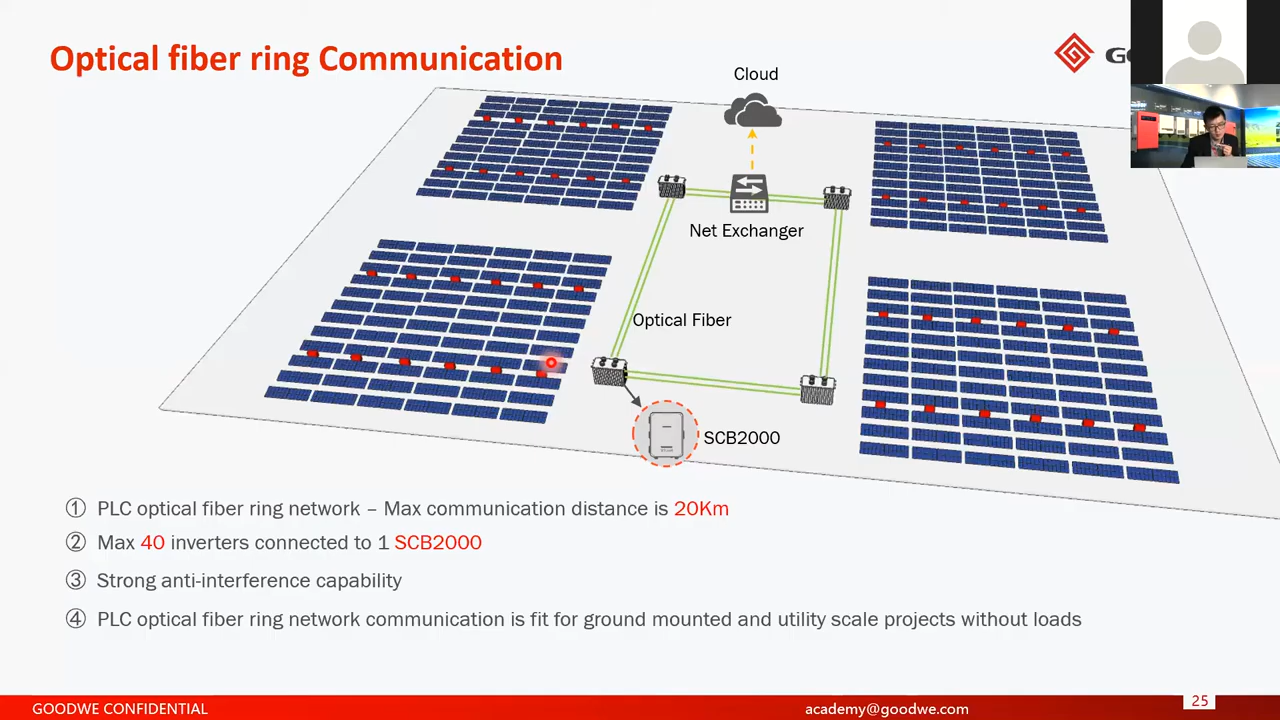 Optical fiber ring Communication
Cloud
Net Exchanger
Optical Fiber
SCB2000
① PLC optical fiber ring network – Max communication distance is 20Km
② Max 40 inverters connected to 1 SCB2000
③ Strong anti-interference capability
④ PLC optical fiber ring network communication is fit for ground mounted and utility scale projects without loads
GOODWE CONFIDENTIAL
academy@goodwe.com
25